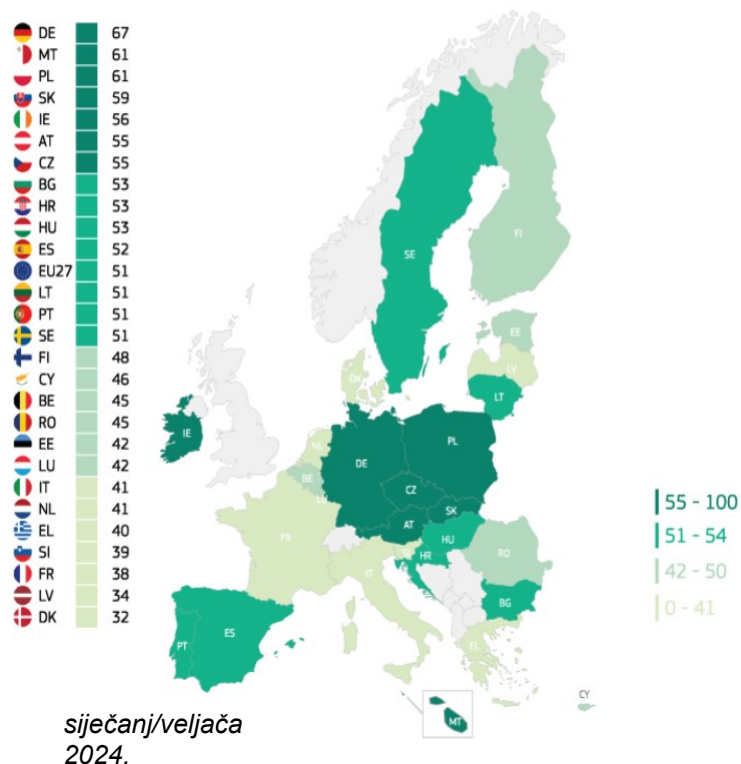 DE 67
MT 61
PL 61
SK 59
IE 56
AT 55
CZ 55
BG 53
HR 53
HU 53
ES 52
EU27 51
LT 51
PT 51
SE 51
FI 48
CY 46
BE 45
RO 45
EE 42
LU 42
IT 41
NL 41
EL 40
SI 39
FR 38
LV 34
DK 32
FI
SE
EE
LV
LT
DK
IE
NL
PL
DE
BE
LU
CZ
SK
AT
HU
FR
SI
HR
RO
IT
BG
PT
ES
EL
CY
MT
55 - 100
51 - 54
42 - 50
0 - 41
siječanj/veljača
2024.